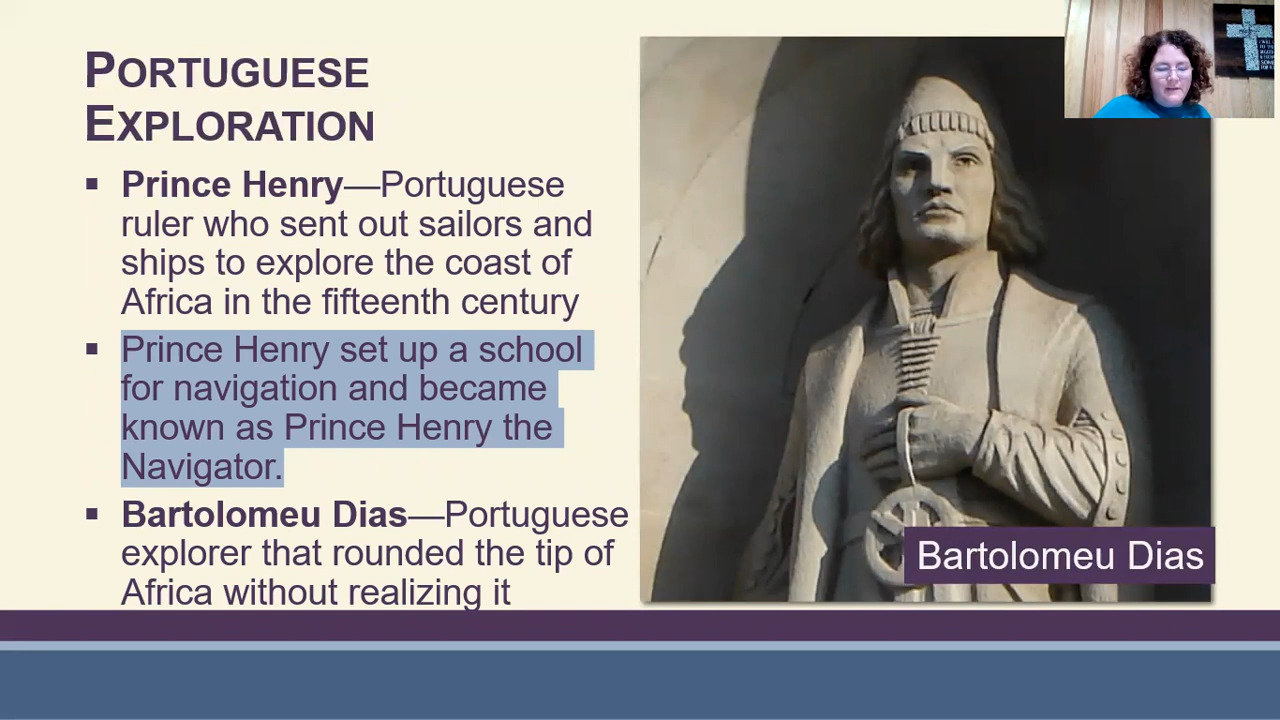 PORTUGUESE
EXPLORATION
Prince Henry—Portuguese
ruler who sent out sailors and
ships to explore the coast of
Africa in the fifteenth century
Prince Henry set up a school
for navigation and became
known as Prince Henry the
Navigator.
Bartolomeu Dias—Portuguese
explorer that rounded the tip of
Africa without realizing it
Bartolomeu Dias